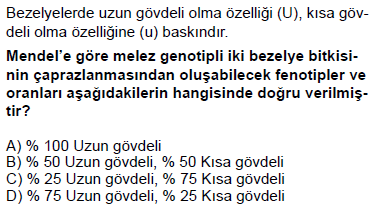 Bezelyelerde uzun gövdeli olma özelliği (U), kısa göv-
deli olma özelliğine (u) baskındır.
Mendel'e göre melez genotipli iki bezelye bitkisi-
nin çaprazlanmasından oluşabilecek fenotipler ve
oranları aşağıdakilerin hangisinde doğru verilmiş-
tir?
A) % 100 Uzun gövdeli
B) % 50 Uzun gövdeli, % 50 Kısa gövdeli
C) % 25 Uzun gövdeli, % 75 Kısa gövdeli
D) % 75 Uzun gövdeli, % 25 Kısa gövdeli